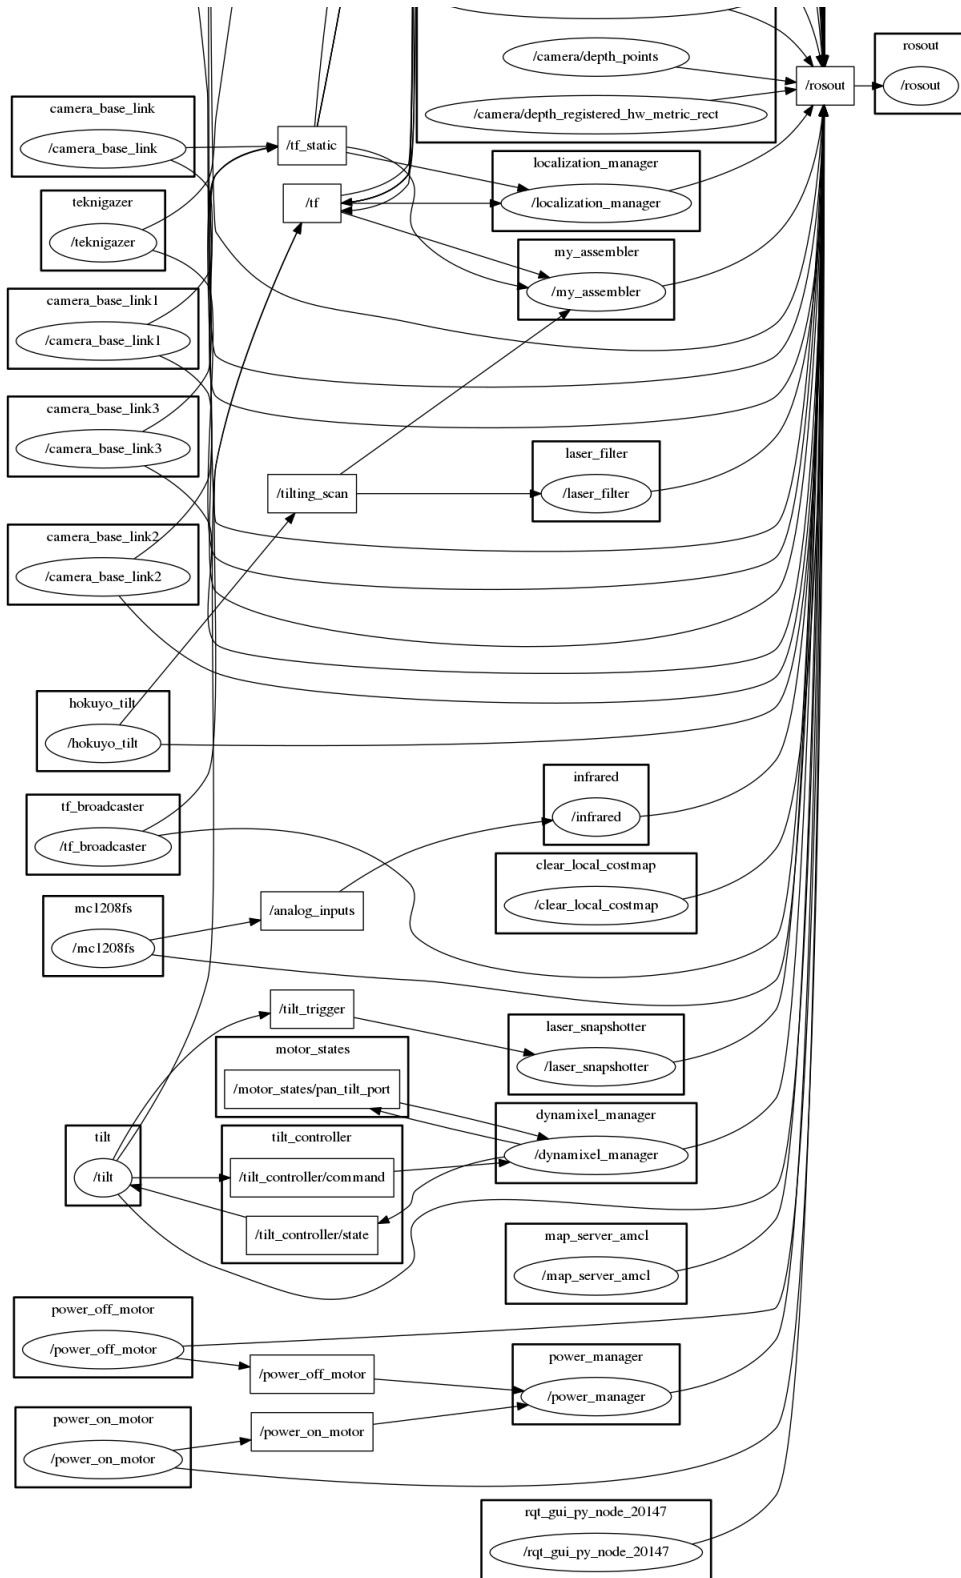 rosout
/rosout
/rosout
/camera/depth_points
/camera/depth_registered_hw_metric_rect
camera_base_link
/camera_base_link
/tf_static
localization_manager
/localization_manager
teknigazer
/teknigazer
/tf
my_assembler
/my_assembler
camera_base_link1
/camera_base_link1
camera_base_link3
/camera_base_link3
/tilting_scan
laser_filter
/laser_filter
camera_base_link2
/camera_base_link2
hokuyo_tilt
/hokuyo_tilt
infrared
/infrared
tf_broadcaster
/tf_broadcaster
clear_local_costmap
/clear_local_costmap
mc1208fs
/mc1208fs
/analog_inputs
/tilt_trigger
laser_snapshotter
/laser_snapshotter
motor_states
/motor_states/pan_tilt_port
dynamixel_manager
/dynamixel_manager
tilt
/tilt
tilt_controller
/tilt_controller/command
/tilt_controller/state
map_server_amcl
/map_server_amcl
power_off_motor
/power_off_motor
/power_off_motor
power_manager
/power_manager
power_on_motor
/power_on_motor
/power_on_motor
rqt_gui_py_node_20147
/rqt_gui_py_node_20147